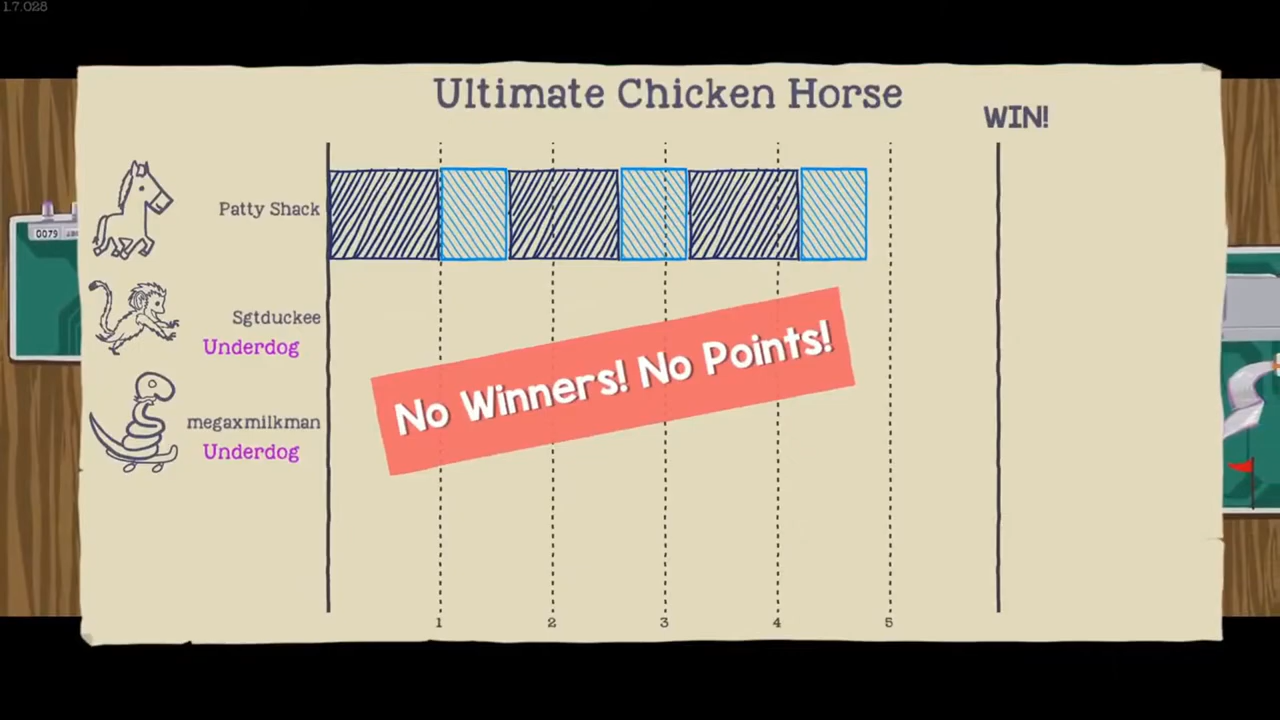 1.7.028
Ultimate Chicken Horse
WIN!
Patty Shack
0079
Sgtduckee
Underdog
No Winners! No Points!
megaxmilkman
Underdog
1 2 3 4 5